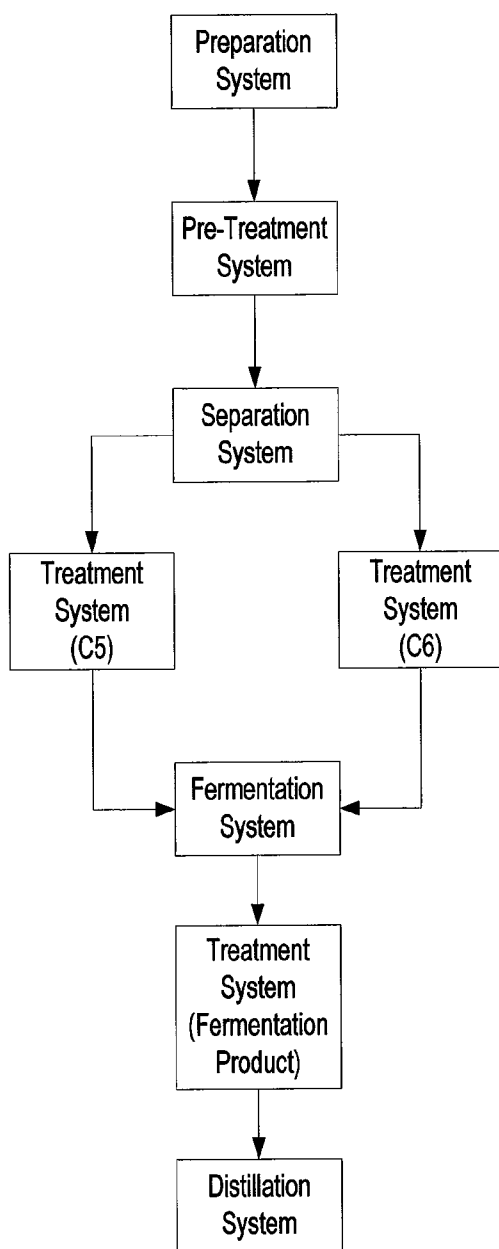 Preparation
System
Pre-Treatment
System
Separation
System
Treatment
System
(C5)
Treatment
System
(C6)
Fermentation
System
Treatment
System
(Fermentation
Product)
Distillation
System